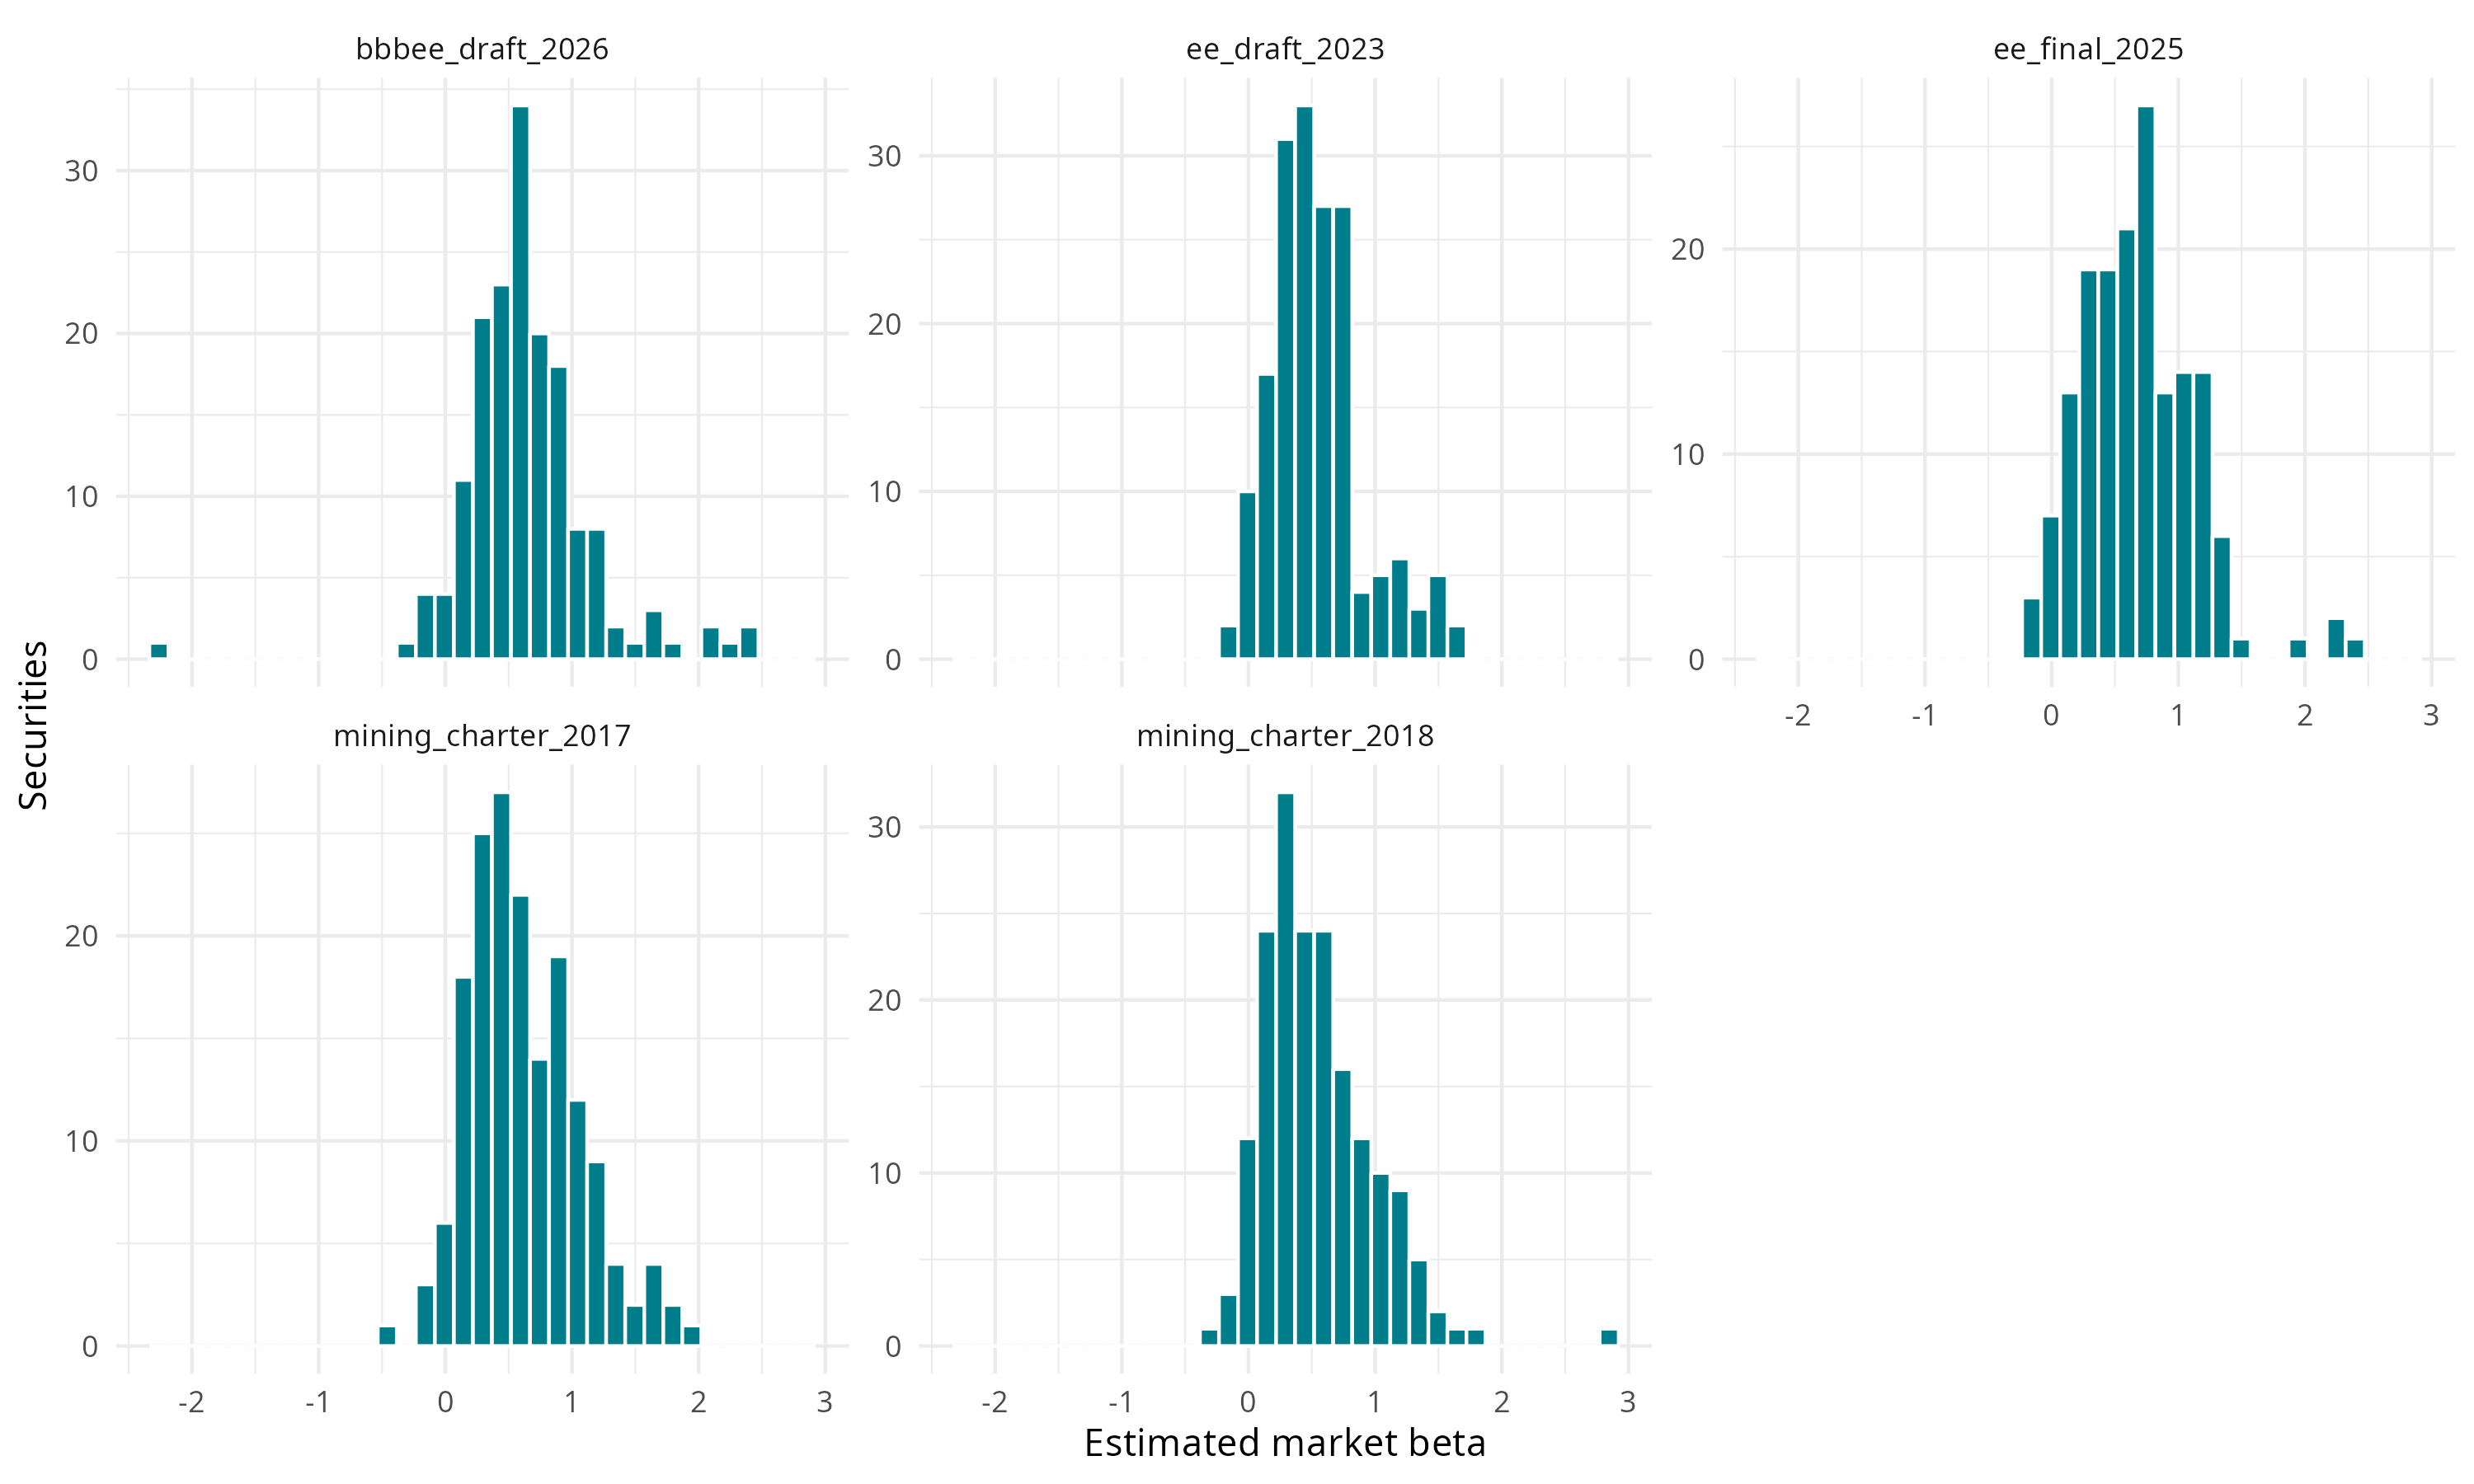 bbbee_draft_2026
ee_draft_2023
ee_final_2025
30
20
10
0
30
20
10
0
20
10
0
-2 -1 0 1 2 3
Securities
mining_charter_2017
mining_charter_2018
20
10
0
30
20
10
0
-2 -1 0 1 2 3
-2 -1 0 1 2 3
Estimated market beta